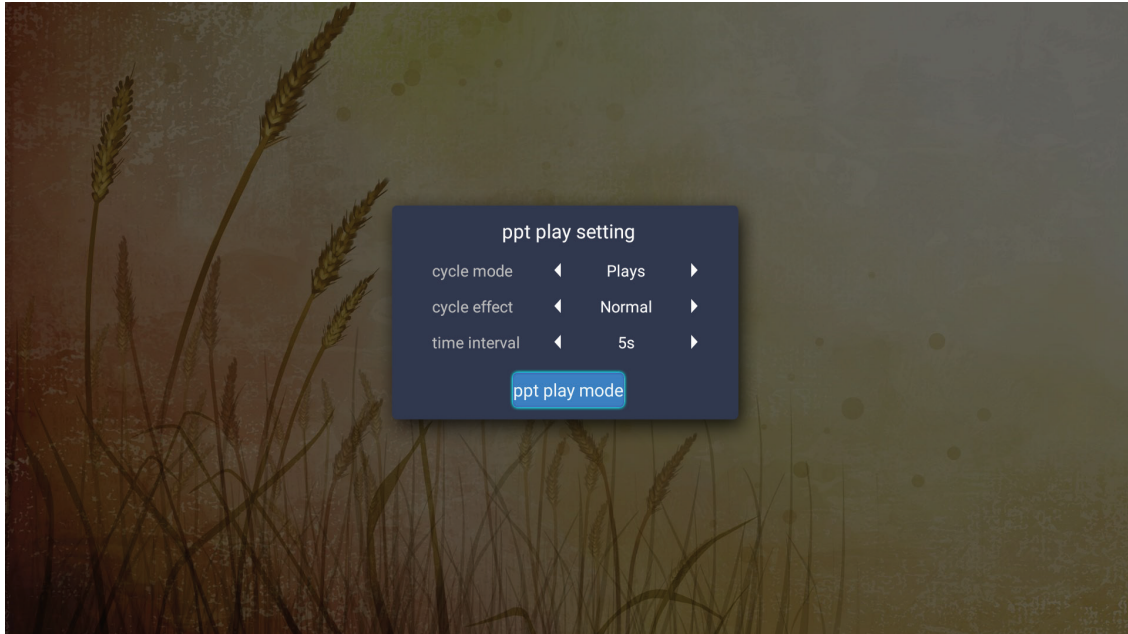 ppt play setting
cycle mode Plays
cycle effect Normal
time interval 5s
ppt play mode